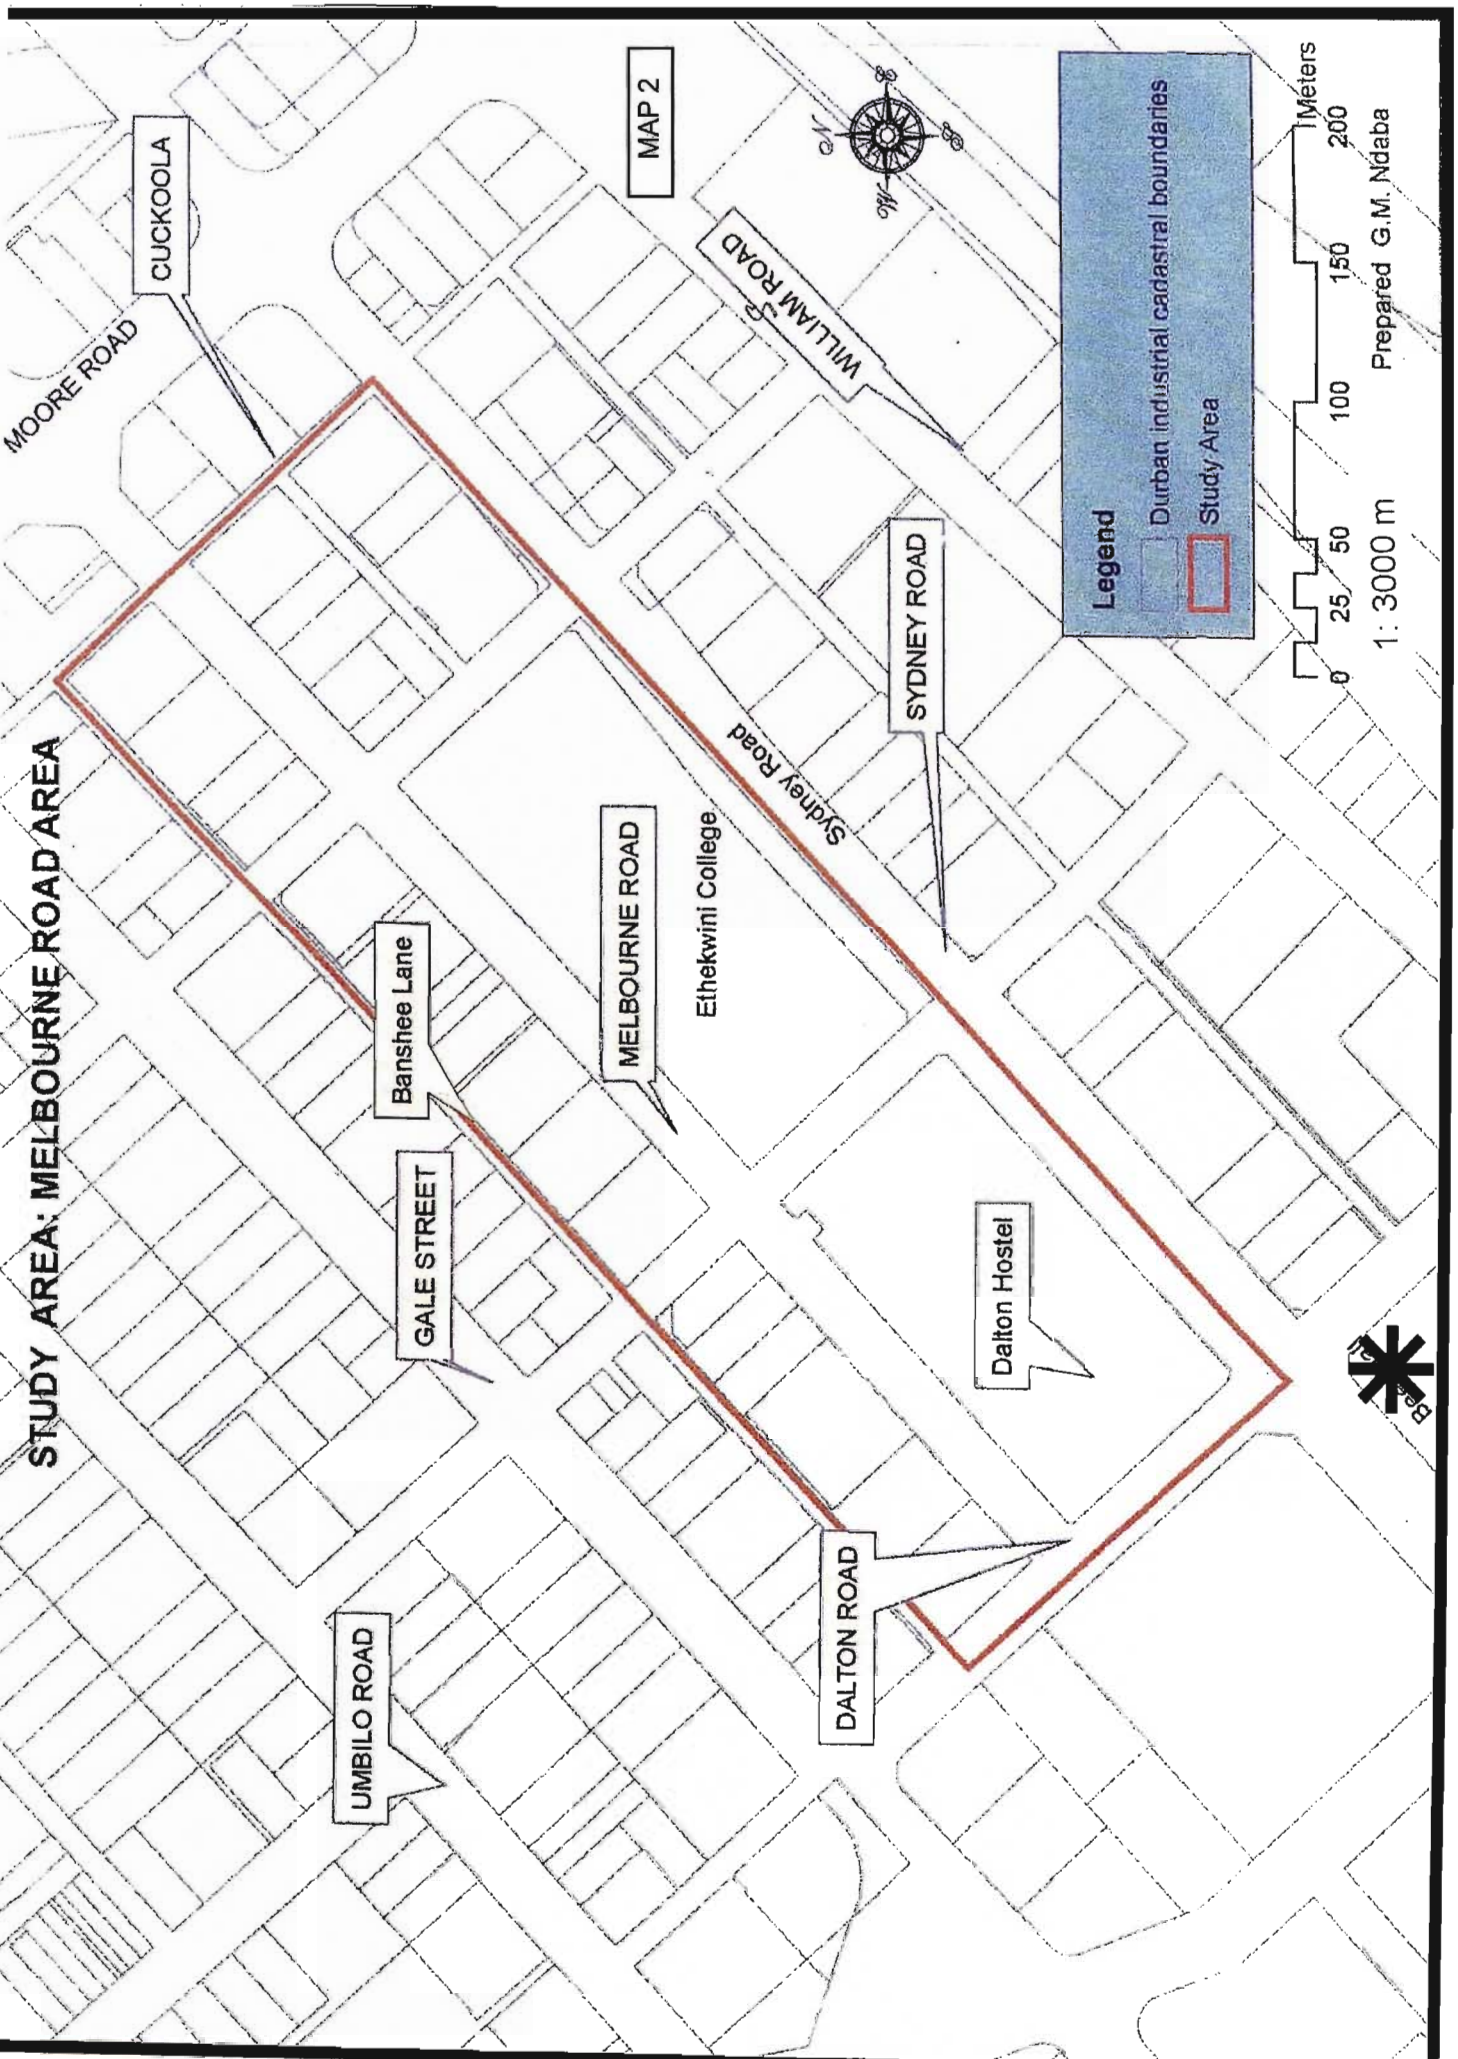 STUDY AREA: MELBOURNE ROAD AREA
MOORE ROAD
CUCKOOLA
MAP 2
N
E
S
W
WILLIAM ROAD
Banshee Lane
GALE STREET
MELBOURNE ROAD
Ethekwini College
Sydney Road
SYDNEY ROAD
UMBILO ROAD
DALTON ROAD
Dalton Hostel
Legend
Durban industrial cadastral boundaries
Study Area
0 25 50 100 150 200
Meters
1: 3000 m
Prepared G.M. Ndaba